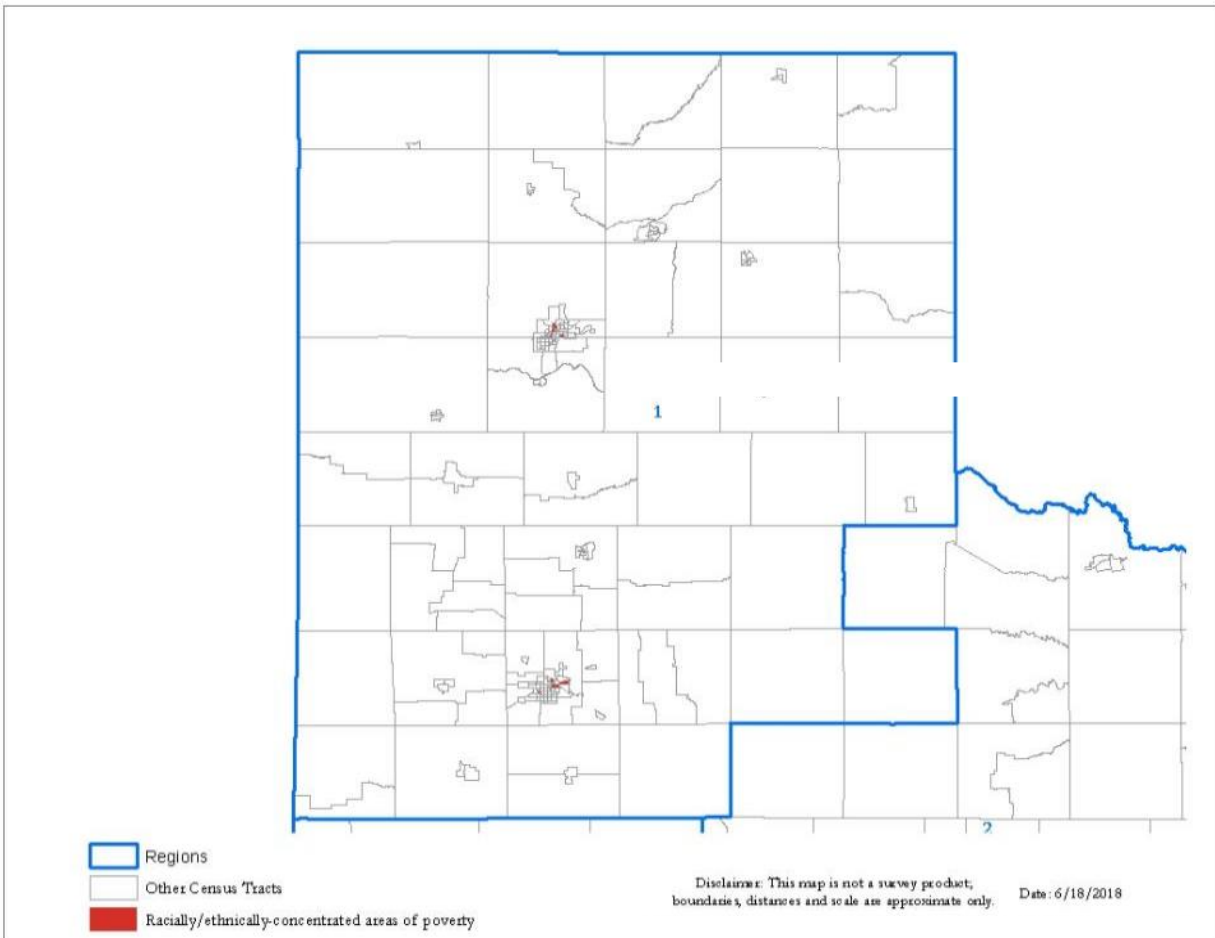 1
2
Regions
Other Census Tracts
Racially/ethnically-concentrated areas of poverty
Disclaimer: This map is not a survey product;
boundaries, distances and scale are approximate only.
Date: 6/18/2018